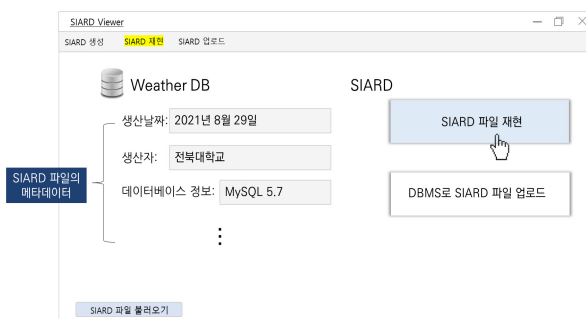 SIARD Viewer
SIARD 생성 SIARD 재현 SIARD 업로드
Weather DB
생산날짜: 2021년 8월 29일
생산자: 전북대학교
데이터베이스 정보: MySQL 5.7
SIARD 파일의
메타데이터
SIARD
SIARD 파일 재현
DBMS로 SIARD 파일 업로드
SIARD 파일 불러오기